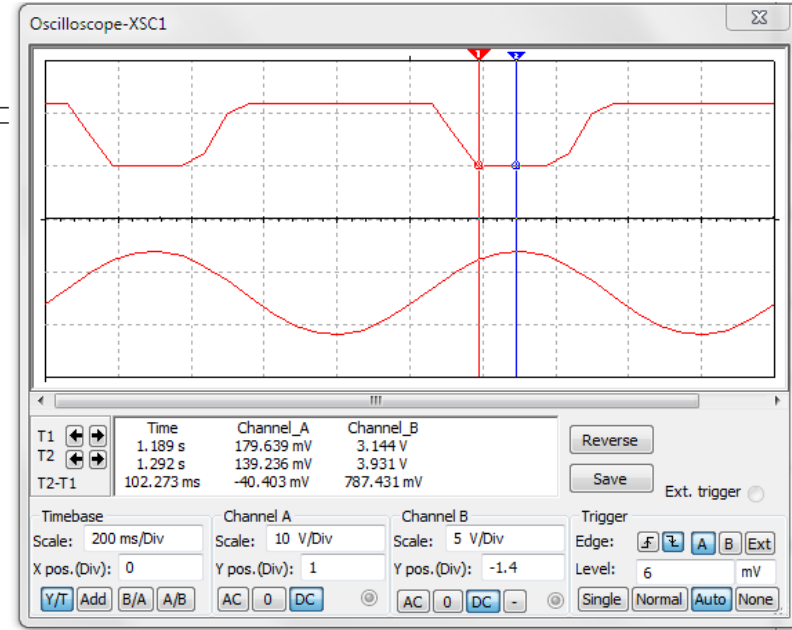 Oscilloscope-XSC1
1 2
Time Channel_A Channel_B
T1 1.189 s 179.639 mV 3.144 V
T2 1.292 s 139.236 mV 3.931 V
T2-T1 102.273 ms -40.403 mV 787.431 mV
Reverse
Save
Ext. trigger
Timebase
Scale: 200 ms/Div
X pos.(Div): 0
Y/T Add B/A A/B
Channel A
Scale: 10 V/Div
Y pos.(Div): 1
AC 0 DC
Channel B
Scale: 5 V/Div
Y pos.(Div): -1.4
AC 0 DC -
Trigger
Edge: A B Ext
Level: 6 mV
Single Normal Auto None